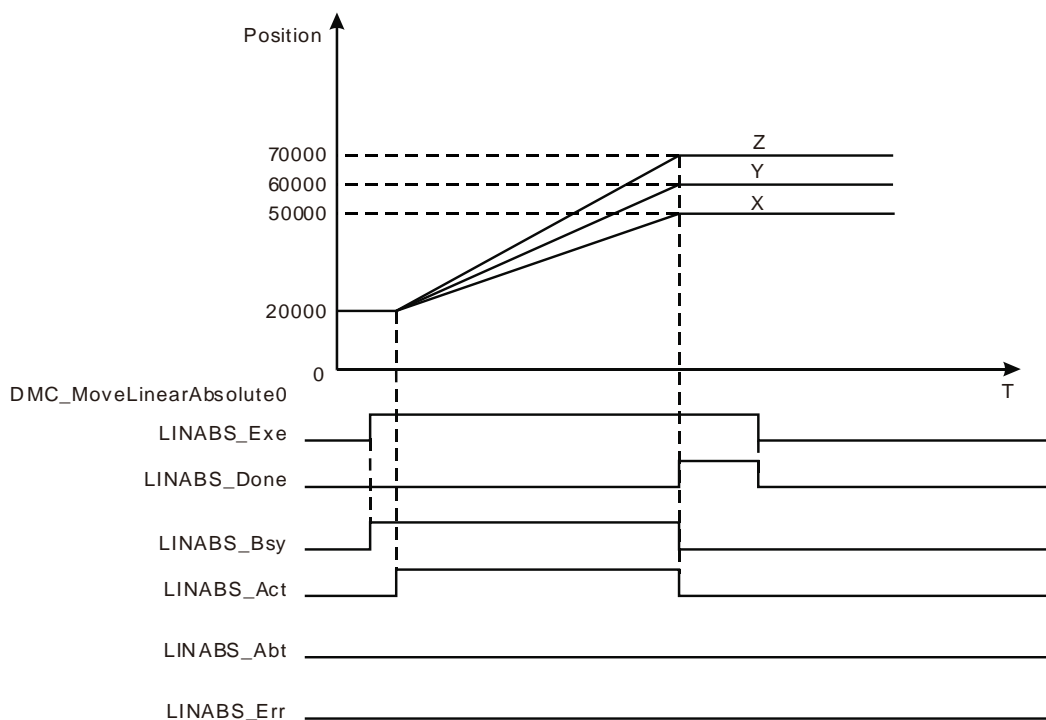 Position
70000
Z
60000
Y
50000
X
20000
0
T
DMC_MoveLinearAbsolute0
LINABS_Exe
LINABS_Done
LINABS_Bsy
LINABS_Act
LINABS_Abt
LINABS_Err